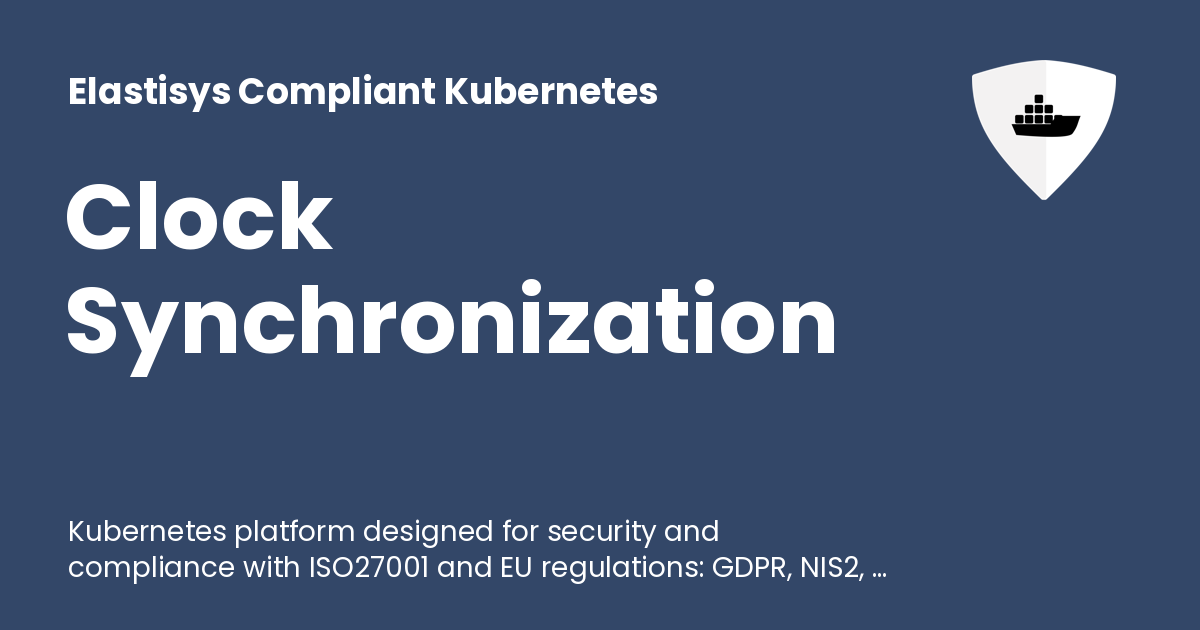 Elastisys Compliant Kubernetes
Clock
Synchronization
Kubernetes platform designed for security and
compliance with ISO27001 and EU regulations: GDPR, NIS2, ...